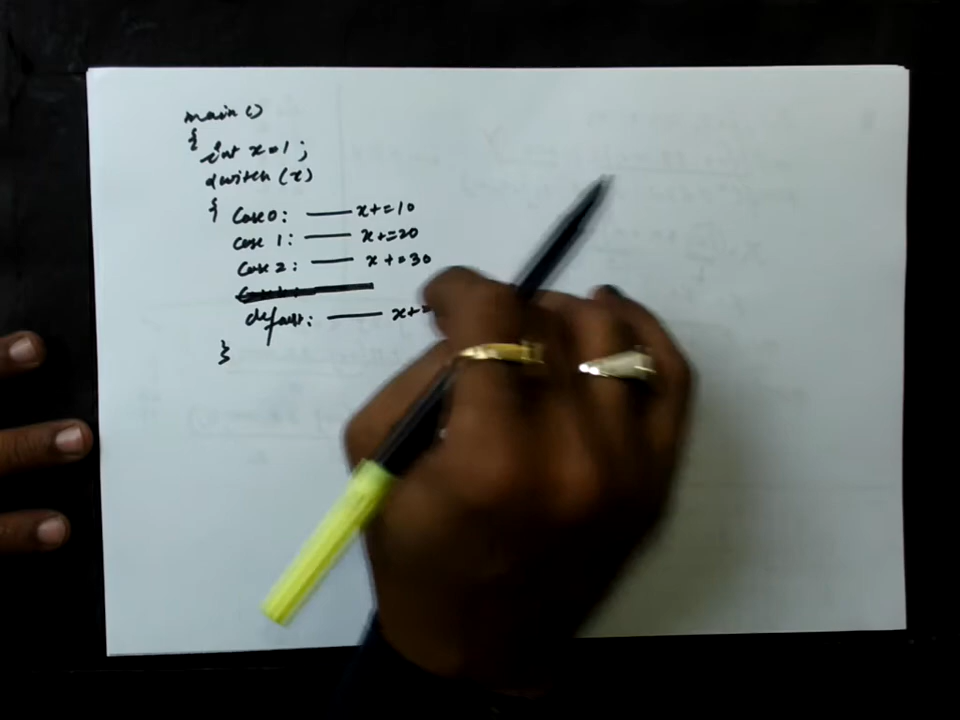 main ()
{
int x=1;
switch (x)
{ Case 0: —— x+=10
Case 1: —— x+=20
Case 2: —— x+=30
default: —— x+=
}